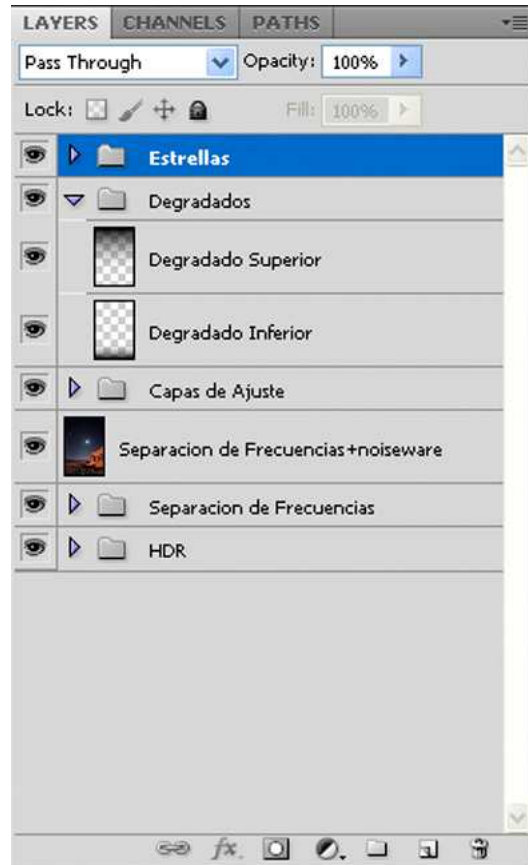 LAYERS CHANNELS PATHS
Pass Through Opacity: 100%
Lock: Fill: 100%
Estrellas
Degradados
Degradado Superior
Degradado Inferior
Capas de Ajuste
Separacion de Frecuencias+noiseware
Separacion de Frecuencias
HDR
fx.